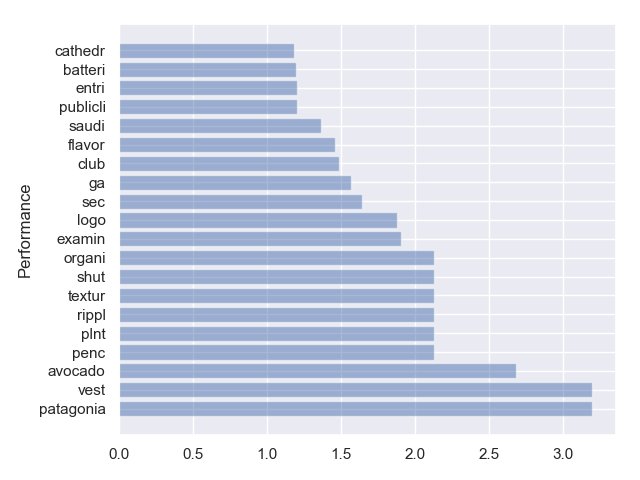 cathedr
batteri
entri
publicli
saudi
flavor
club
ga
sec
logo
examin
organi
shut
textur
rippl
plnt
penc
avocado
vest
patagonia
Performance
0.0 0.5 1.0 1.5 2.0 2.5 3.0